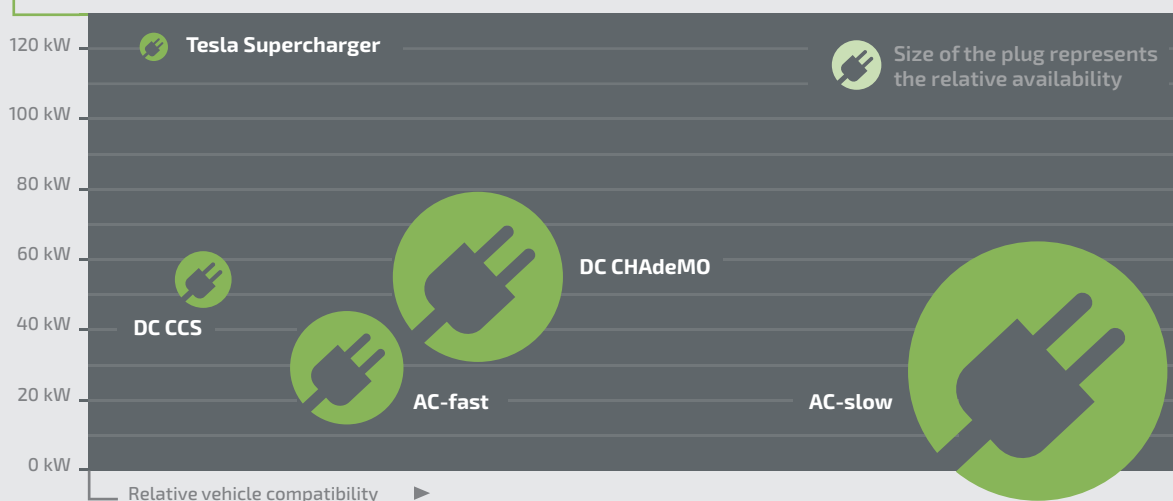 120 kW
Tesla Supercharger
Size of the plug represents
the relative availability
100 kW
80 kW
60 kW
DC CHAdeMO
40 kW
DC CCS
20 kW
AC-fast
AC-slow
0 kW
Relative vehicle compatibility